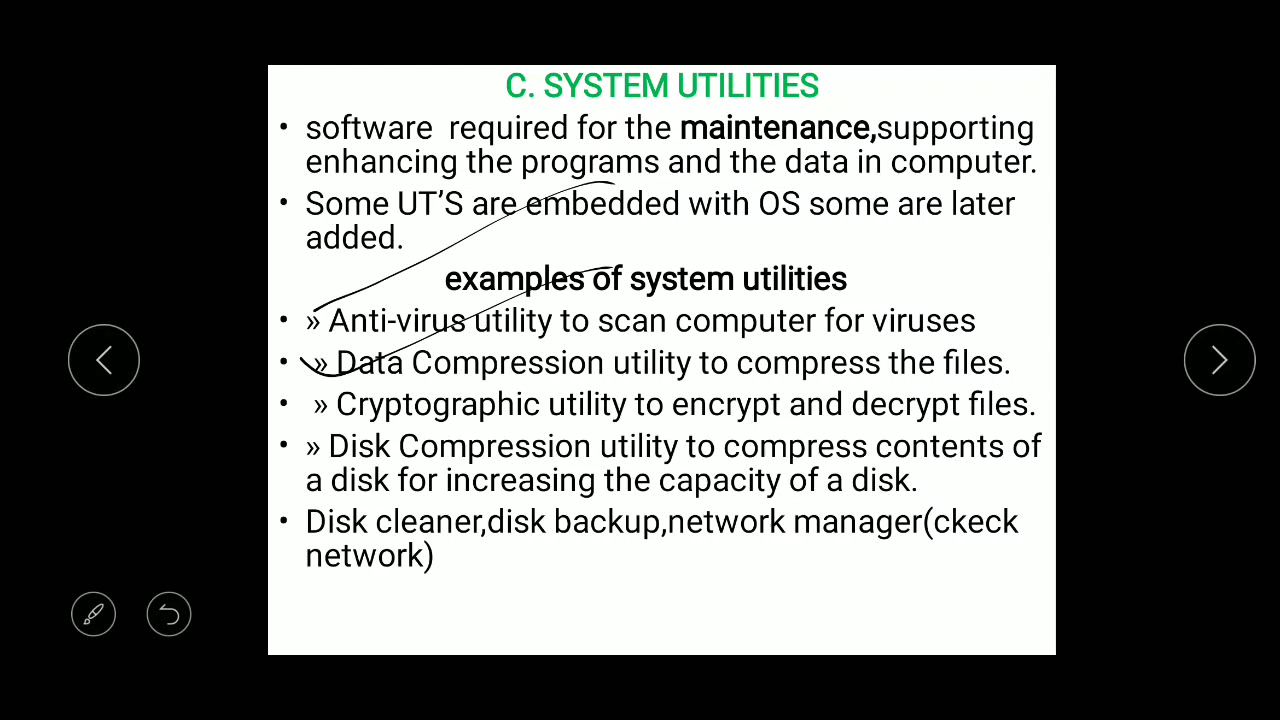 C. SYSTEM UTILITIES
• software  required for the maintenance,supporting
enhancing the programs and the data in computer.
• Some UT’S are embedded with OS some are later
added.
examples of system utilities
• » Anti-virus utility to scan computer for viruses
• » Data Compression utility to compress the files.
• » Cryptographic utility to encrypt and decrypt files.
• » Disk Compression utility to compress contents of
a disk for increasing the capacity of a disk.
• Disk cleaner,disk backup,network manager(ckeck
network)